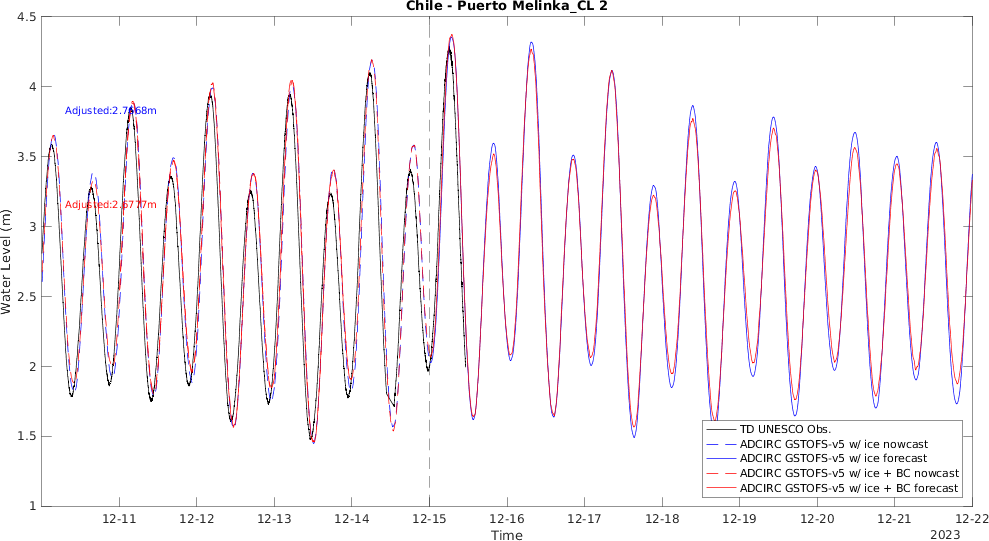 Chile - Puerto Melinka_CL 2
4.5
4
3.5
3
2.5
2
1.5
1
Water Level (m)
Adjusted:
Adjusted:
TD UNESCO Obs.
ADCIRC GSTOFS-v5 w/ ice nowcast
ADCIRC GSTOFS-v5 w/ ice forecast
ADCIRC GSTOFS-v5 w/ ice + BC nowcast
ADCIRC GSTOFS-v5 w/ ice + BC forecast
12-11 12-12 12-13 12-14 12-15 12-16 12-17 12-18 12-19 12-20 12-21 12-22
Time
2023